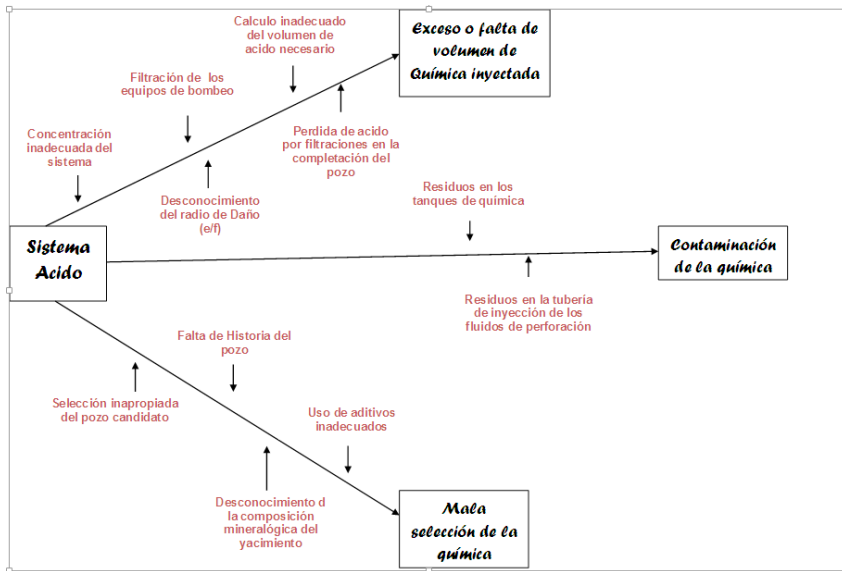 Calculo inadecuado
del volumen de
acido necesario
Exceso o falta de
volumen de
Química inyectada
Filtración de los
equipos de bombeo
Concentración
inadecuada del
sistema
Perdida de acido
por filtraciones en la
completación del
pozo
Desconocimiento
del radio de Daño
(e/f)
Residuos en los
tanques de química
Sistema
Acido
Contaminación
de la química
Residuos en la tubería
de inyección de los
fluidos de perforación
Falta de Historia del
pozo
Selección inapropiada
del pozo candidato
Uso de aditivos
inadecuados
Desconocimiento d
la composición
mineralógica del
yacimiento
Mala
selección de la
química